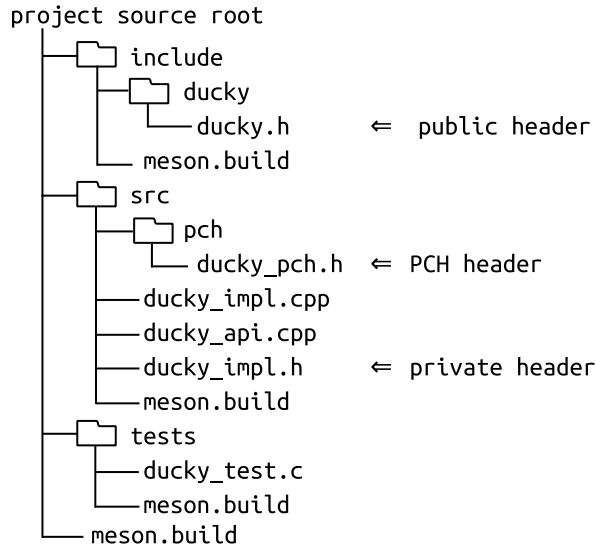 project source root
include
ducky
ducky.h ⇐ public header
meson.build
src
pch
ducky_pch.h ⇐ PCH header
ducky_impl.cpp
ducky_api.cpp
ducky_impl.h ⇐ private header
meson.build
tests
ducky_test.c
meson.build
meson.build